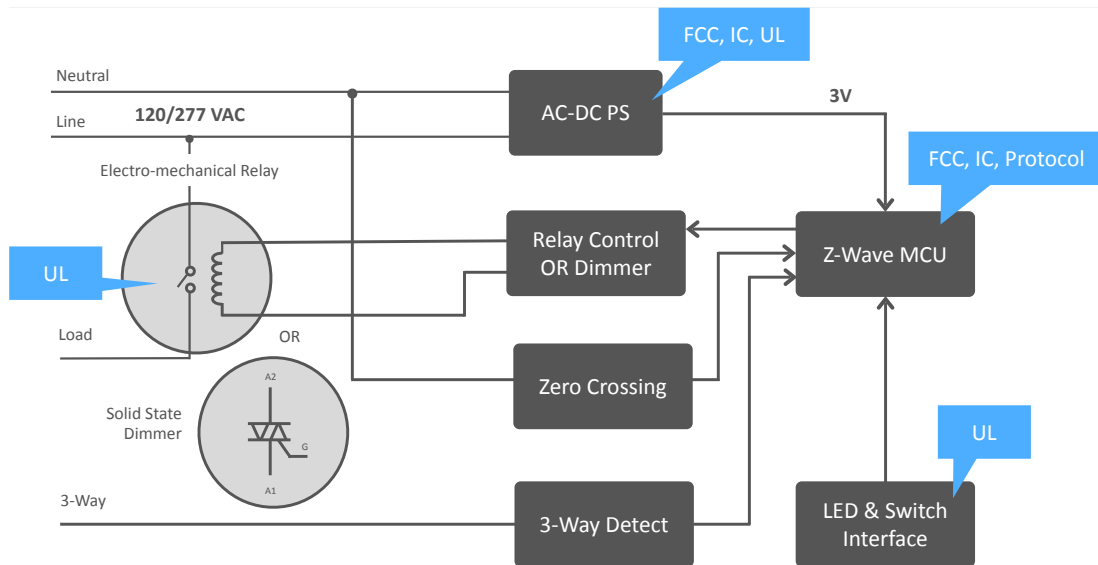 FCC, IC, UL
Neutral
AC-DC PS
3V
120/277 VAC
Line
Electro-mechanical Relay
FCC, IC, Protocol
Relay Control
OR Dimmer
Z-Wave MCU
UL
Load
OR
A2
Zero Crossing
Solid State
Dimmer
G
UL
A1
3-Way
3-Way Detect
LED & Switch
Interface